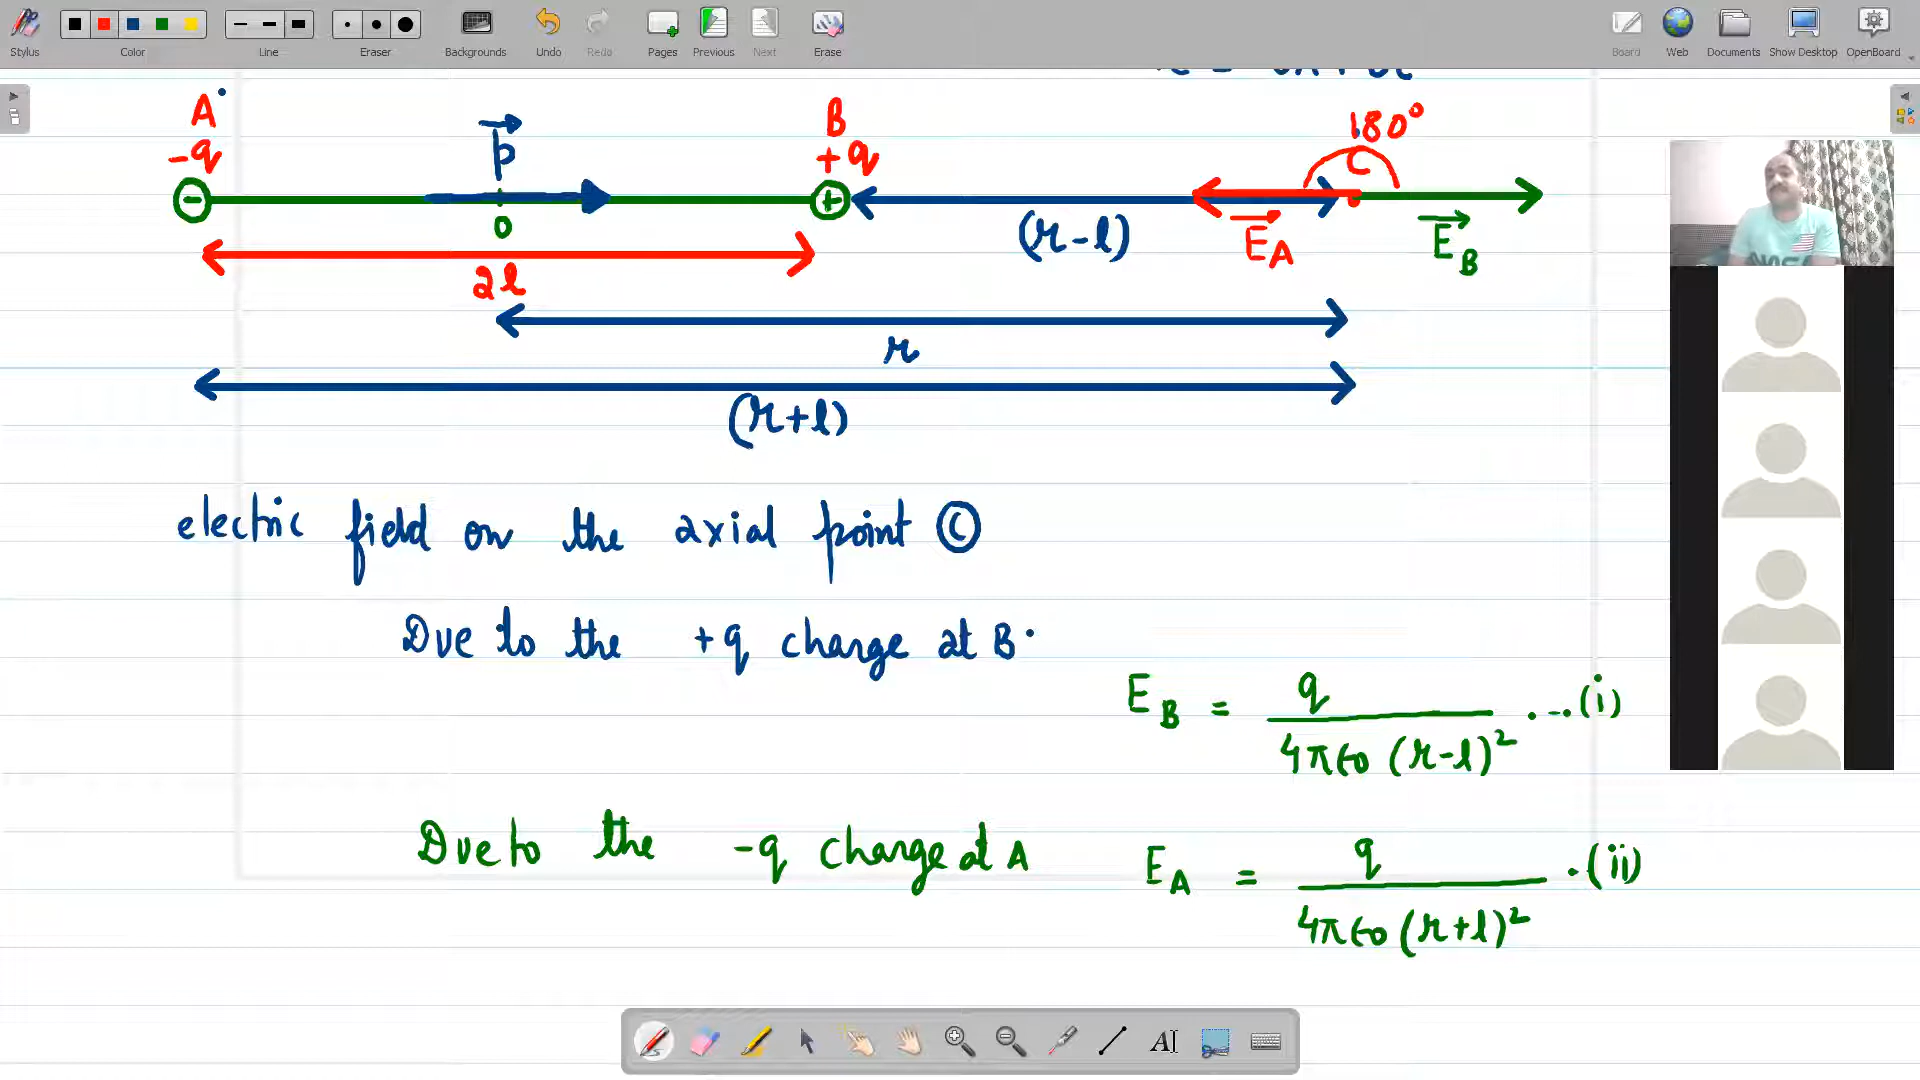 Stylus Color Line Eraser Backgrounds Undo Redo Pages Previous Next Erase Board Web Documents Show Desktop OpenBoard
A
-q
p
B
+q
180°
C
−
0
+
(r-l)
E_A
E_B
2l
r
(r+l)
electric field on the axial point ©
Due to the +q charge at B.
E_B = q / 4πϵ0 (r-l)² ....(i)
Due to the -q charge at A E_A = q / 4πϵ0 (r+l)² .(ii)